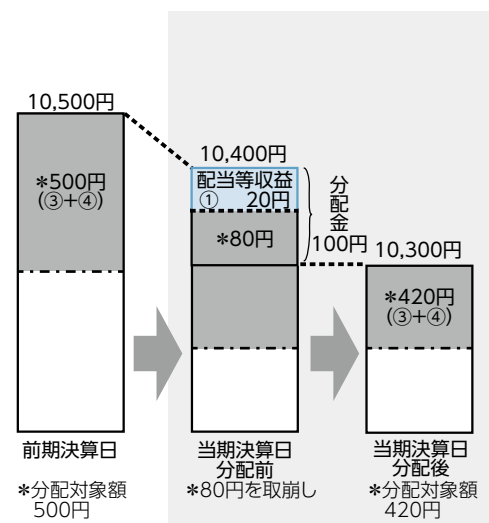 10,500円
*500円
(③+④)
前期決算日
*分配対象額
500円
10,400円
配当等収益
① 20円
*80円
分配金
100円
当期決算日
分配前
*80円を取崩し
10,300円
*420円
(③+④)
当期決算日
分配後
*分配対象額
420円